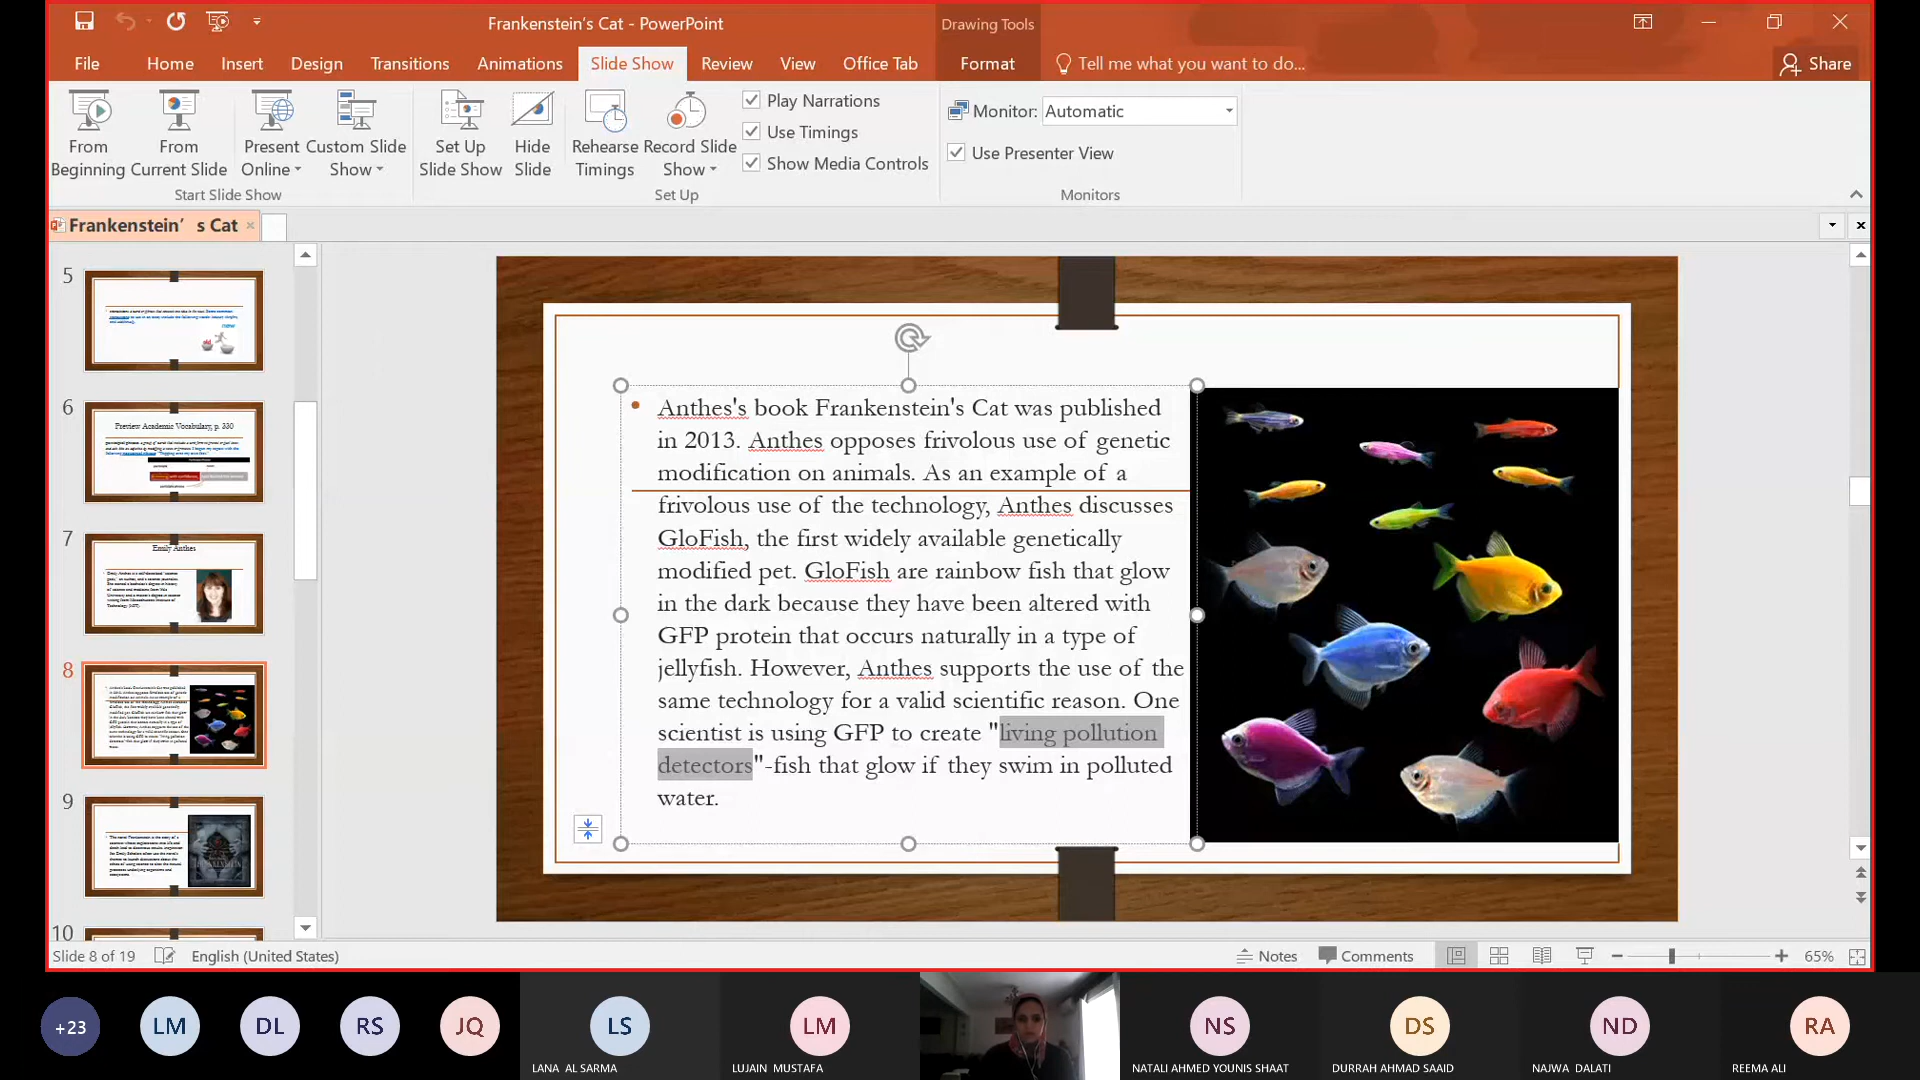 Frankenstein's Cat - PowerPoint
Drawing Tools
File Home Insert Design Transitions Animations Slide Show Review View Office Tab Format Tell me what you want to do... Share
From Beginning
From Current Slide
Present Online
Custom Slide Show
Set Up Slide Show
Hide Slide
Rehearse Timings
Record Slide Show
Play Narrations
Use Timings
Show Media Controls
Monitor: Automatic
Use Presenter View
Start Slide Show
Set Up
Monitors
Frankenstein's Cat
5
6
Preview Academic Vocabulary, p. 330
7
Emily Anthes
8
9
10
Anthes's book Frankenstein's Cat was published
in 2013. Anthes opposes frivolous use of genetic
modification on animals. As an example of a
frivolous use of the technology, Anthes discusses
GloFish, the first widely available genetically
modified pet. GloFish are rainbow fish that glow
in the dark because they have been altered with
GFP protein that occurs naturally in a type of
jellyfish. However, Anthes supports the use of the
same technology for a valid scientific reason. One
scientist is using GFP to create "living pollution
detectors"-fish that glow if they swim in polluted
water.
Slide 8 of 19 English (United States) Notes Comments 65%
+23 LM DL RS JQ LS LM NS DS ND RA
LANA AL SARMA LUJAIN MUSTAFA NATALI AHMED YOUNIS SHAAT DURRAH AHMAD SAAID NAJWA DALATI REEMA ALI